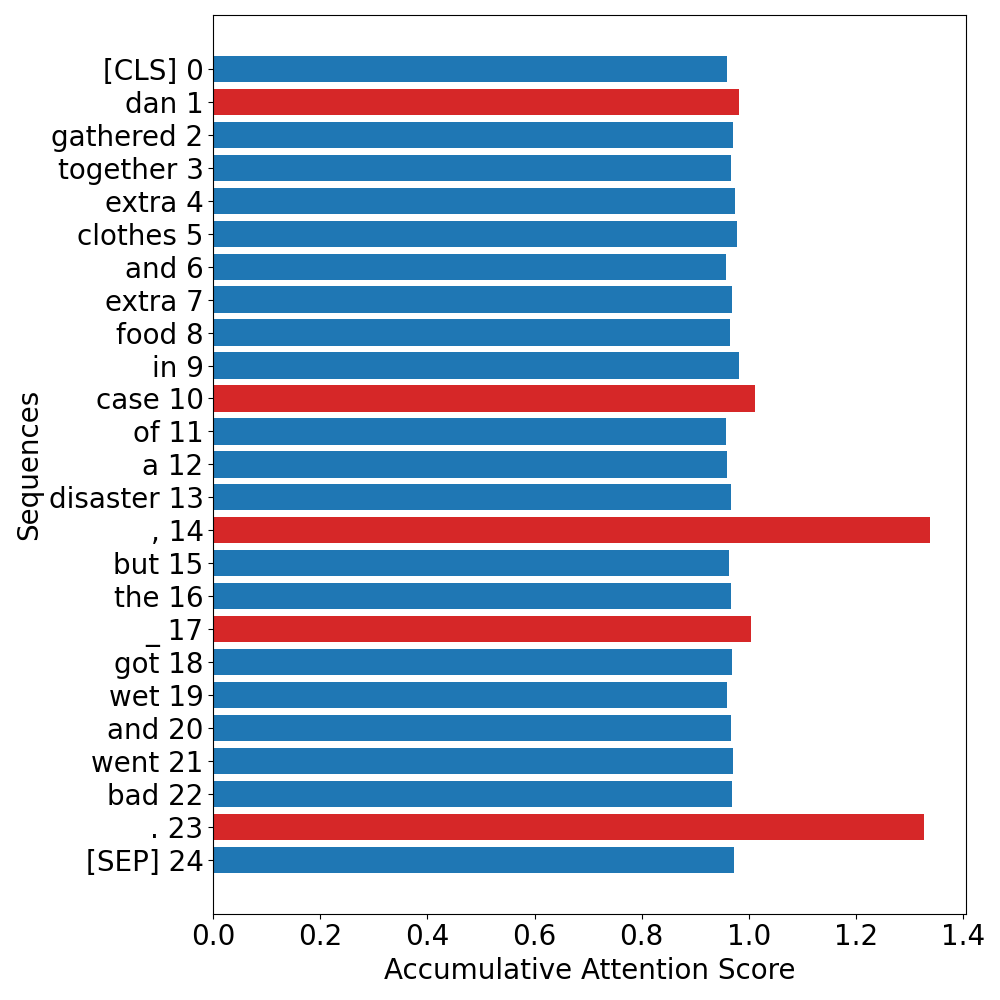 [CLS] 0
dan 1
gathered 2
together 3
extra 4
clothes 5
and 6
extra 7
food 8
in 9
case 10
of 11
a 12
disaster 13
, 14
but 15
the 16
_ 17
got 18
wet 19
and 20
went 21
bad 22
. 23
[SEP] 24
Sequences
0.0 0.2 0.4 0.6 0.8 1.0 1.2 1.4
Accumulative Attention Score